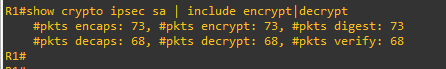 R1#show crypto ipsec sa | include encrypt|decrypt
#pkts encaps: 73, #pkts encrypt: 73, #pkts digest: 73
#pkts decaps: 68, #pkts decrypt: 68, #pkts verify: 68
R1#